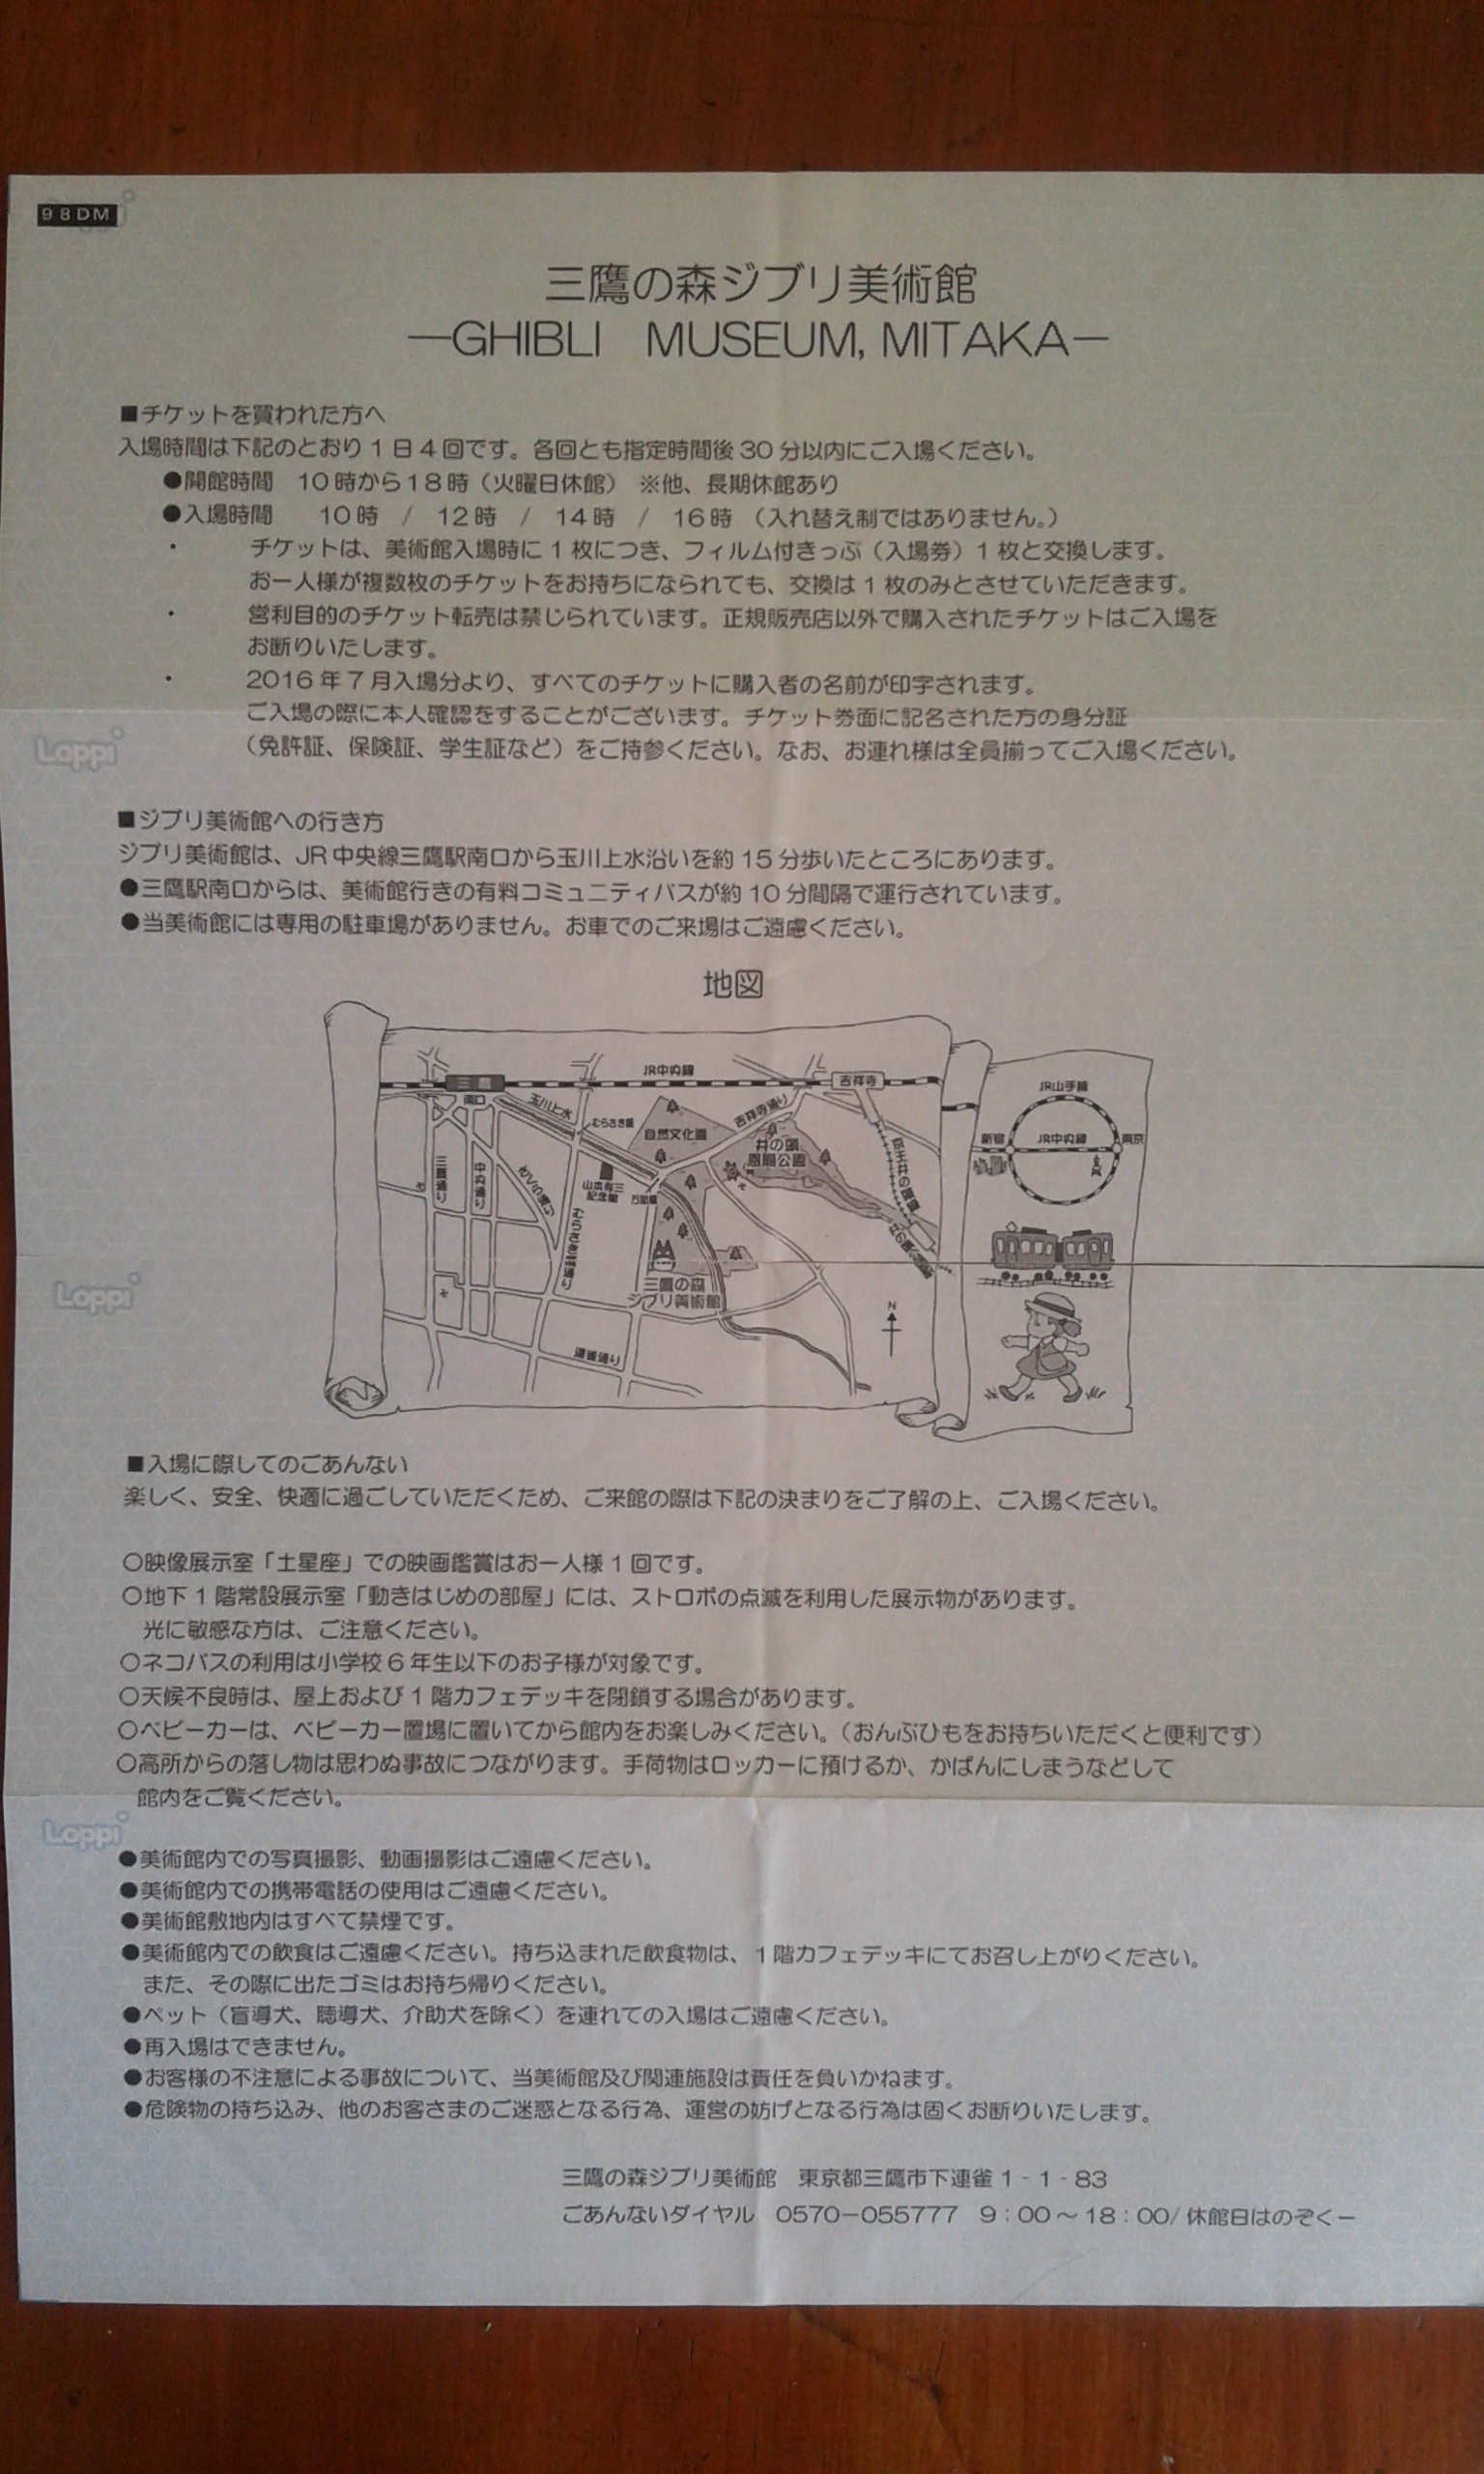 98DM
三鷹の森ジブリ美術館
―GHIBLI MUSEUM, MITAKA―
■チケットを買われた方へ
入場時間は下記のとおり1日4回です。各回とも指定時間後30分以内にご入場ください。
●開館時間 10時から18時（火曜日休館） ※他、長期休館あり
●入場時間 10時 / 12時 / 14時 / 16時 （入れ替え制ではありません。）
・ チケットは、美術館入場時に1枚につき、フィルム付きっぷ（入場券）1枚と交換します。
お一人様が複数枚のチケットをお持ちになられても、交換は1枚のみとさせていただきます。
・ 営利目的のチケット転売は禁じられています。正規販売店以外で購入されたチケットはご入場を
お断りいたします。
・ 2016年7月入場分より、すべてのチケットに購入者の名前が印字されます。
ご入場の際に本人確認をすることがございます。チケット券面に記名された方の身分証
（免許証、保険証、学生証など）をご持参ください。なお、お連れ様は全員揃ってご入場ください。
Loppi
■ジブリ美術館への行き方
ジブリ美術館は、JR中央線三鷹駅南口から玉川上水沿いを約15分歩いたところにあります。
●三鷹駅南口からは、美術館行きの有料コミュニティバスが約10分間隔で運行されています。
●当美術館には専用の駐車場がありません。お車でのご来場はご遠慮ください。
地図
JR中央線
三鷹
吉祥寺
南口
玉川上水
むらさき橋
自然文化園
吉祥寺通り
井の頭
恩賜公園
京王井の頭線
三鷹通り
中央通り
山本有三
記念館
万助橋
三鷹の森
ジブリ美術館
連雀通り
N
JR山手線
新宿
JR中央線
東京
Loppi
■入場に際してのごあんない
楽しく、安全、快適に過ごしていただくため、ご来館の際は下記の決まりをご了解の上、ご入場ください。
○映像展示室「土星座」での映画鑑賞はお一人様1回です。
○地下1階常設展示室「動きはじめの部屋」には、ストロボの点滅を利用した展示物があります。
光に敏感な方は、ご注意ください。
○ネコバスの利用は小学校6年生以下のお子様が対象です。
○天候不良時は、屋上および1階カフェデッキを閉鎖する場合があります。
○ベビーカーは、ベビーカー置場に置いてから館内をお楽しみください。（おんぶひもをお持ちいただくと便利です）
○高所からの落し物は思わぬ事故につながります。手荷物はロッカーに預けるか、かばんにしまうなどして
館内をご覧ください。
Loppi
●美術館内での写真撮影、動画撮影はご遠慮ください。
●美術館内での携帯電話の使用はご遠慮ください。
●美術館敷地内はすべて禁煙です。
●美術館内での飲食はご遠慮ください。持ち込まれた飲食物は、1階カフェデッキにてお召し上がりください。
また、その際に出たゴミはお持ち帰りください。
●ペット（盲導犬、聴導犬、介助犬を除く）を連れての入場はご遠慮ください。
●再入場はできません。
●お客様の不注意による事故について、当美術館及び関連施設は責任を負いかねます。
●危険物の持ち込み、他のお客さまのご迷惑となる行為、運営の妨げとなる行為は固くお断りいたします。
三鷹の森ジブリ美術館 東京都三鷹市下連雀1-1-83
ごあんないダイヤル 0570-055777 9：00～18：00/休館日はのぞくー